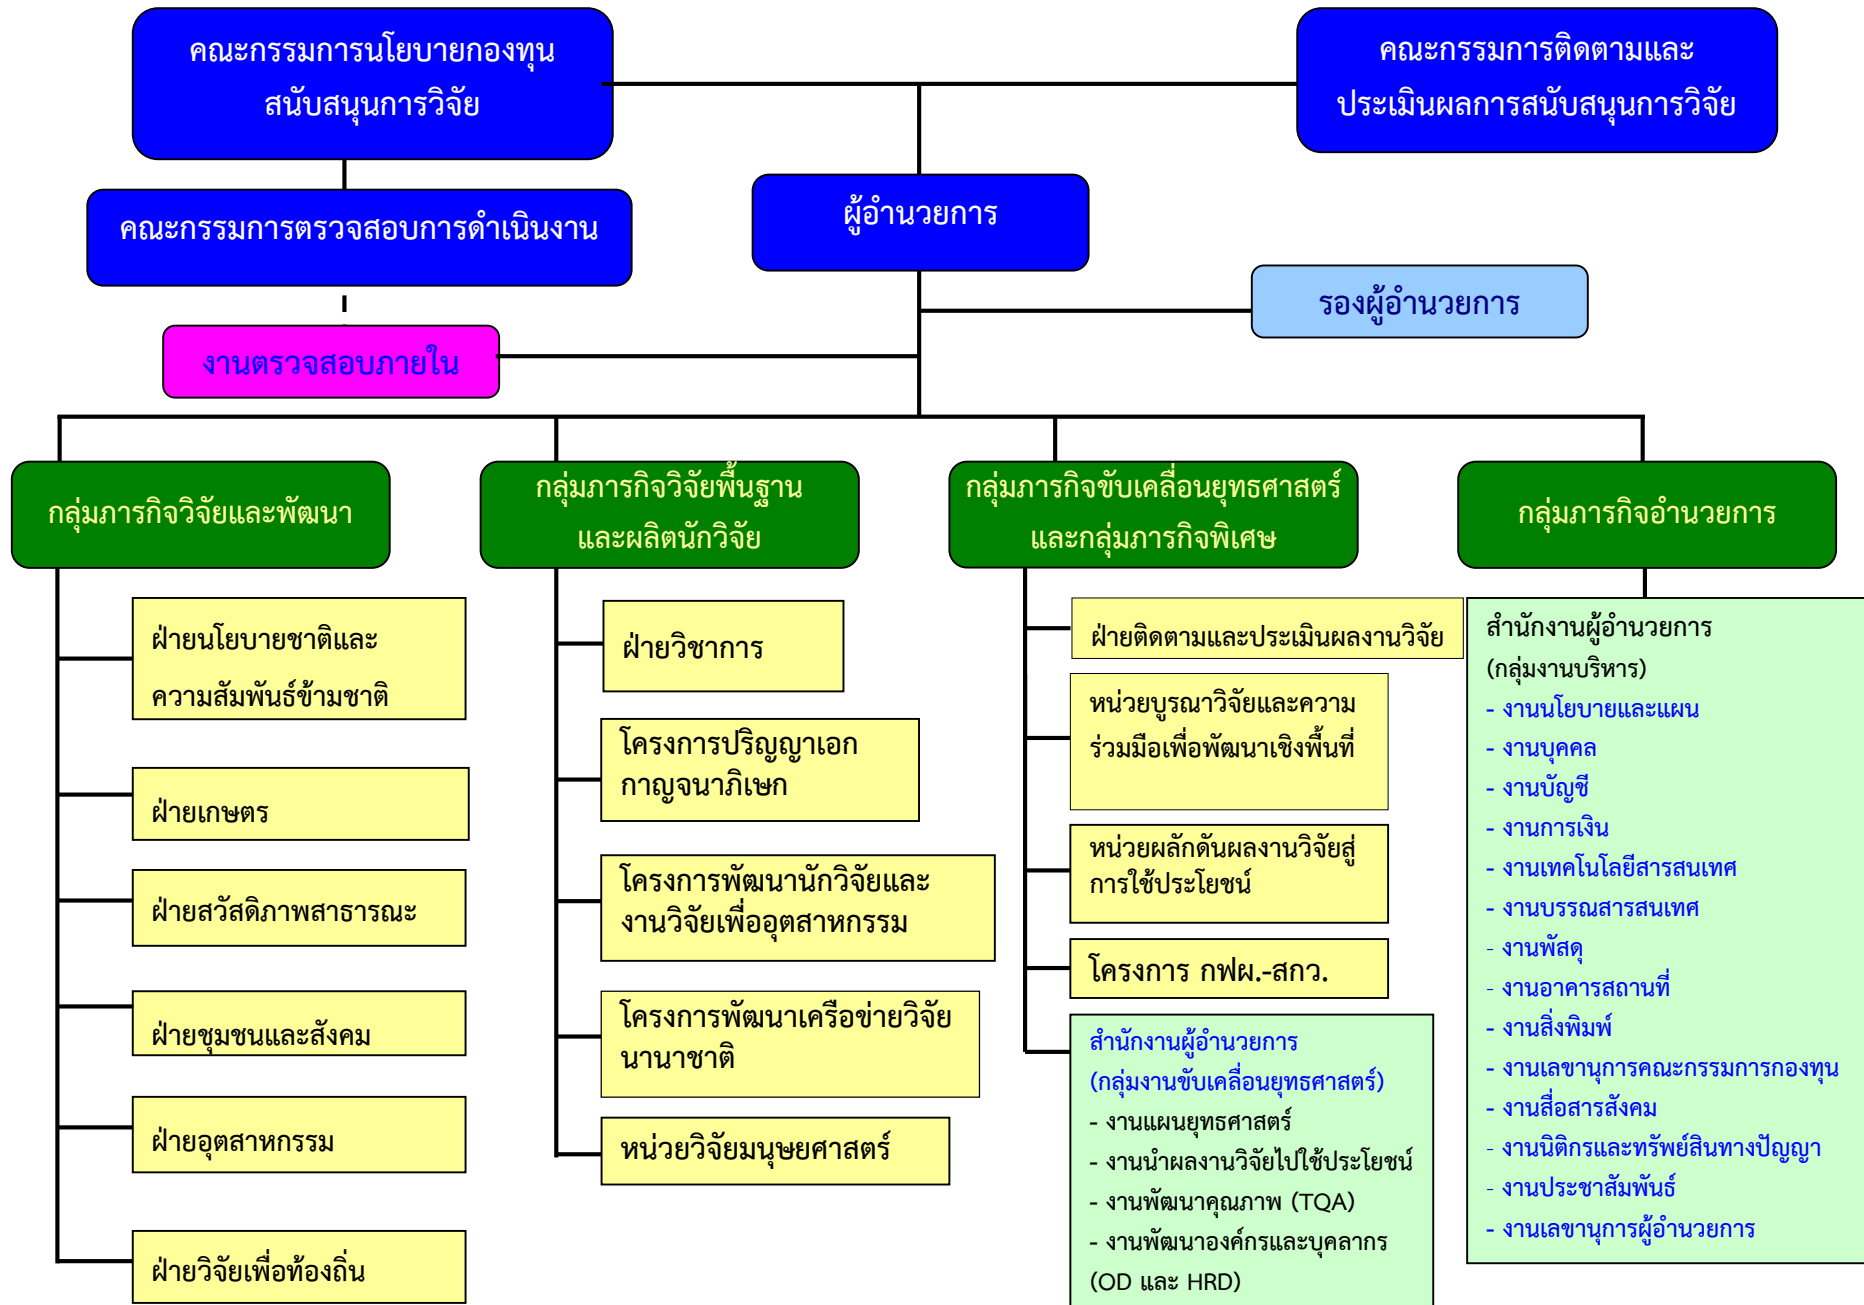 คณะกรรมการนโยบายกองทุน
สนับสนุนการวิจัย
คณะกรรมการติดตามและ
ประเมินผลการสนับสนุนการวิจัย
คณะกรรมการตรวจสอบการดำเนินงาน
ผู้อำนวยการ
รองผู้อำนวยการ
งานตรวจสอบภายใน
กลุ่มภารกิจวิจัยและพัฒนา
กลุ่มภารกิจวิจัยพื้นฐาน
และผลิตนักวิจัย
กลุ่มภารกิจขับเคลื่อนยุทธศาสตร์
และกลุ่มภารกิจพิเศษ
กลุ่มภารกิจอำนวยการ
ฝ่ายนโยบายชาติและ
ความสัมพันธ์ข้ามชาติ
ฝ่ายเกษตร
ฝ่ายสวัสดิภาพสาธารณะ
ฝ่ายชุมชนและสังคม
ฝ่ายอุตสาหกรรม
ฝ่ายวิจัยเพื่อท้องถิ่น
ฝ่ายวิชาการ
โครงการปริญญาเอก
กาญจนาภิเษก
โครงการพัฒนานักวิจัยและ
งานวิจัยเพื่ออุตสาหกรรม
โครงการพัฒนาเครือข่ายวิจัย
นานาชาติ
หน่วยวิจัยมนุษยศาสตร์
ฝ่ายติดตามและประเมินผลงานวิจัย
หน่วยบูรณาวิจัยและความ
ร่วมมือเพื่อพัฒนาเชิงพื้นที่
หน่วยผลักดันผลงานวิจัยสู่
การใช้ประโยชน์
โครงการ กฟผ.-สกว.
สำนักงานผู้อำนวยการ
(กลุ่มงานขับเคลื่อนยุทธศาสตร์)
- งานแผนยุทธศาสตร์
- งานนำผลงานวิจัยไปใช้ประโยชน์
- งานพัฒนาคุณภาพ (TQA)
- งานพัฒนาองค์กรและบุคลากร
(OD และ HRD)
สำนักงานผู้อำนวยการ
(กลุ่มงานบริหาร)
- งานนโยบายและแผน
- งานบุคคล
- งานบัญชี
- งานการเงิน
- งานเทคโนโลยีสารสนเทศ
- งานบรรณสารสนเทศ
- งานพัสดุ
- งานอาคารสถานที่
- งานสิ่งพิมพ์
- งานเลขานุการคณะกรรมการกองทุน
- งานสื่อสารสังคม
- งานนิติกรและทรัพย์สินทางปัญญา
- งานประชาสัมพันธ์
- งานเลขานุการผู้อำนวยการ